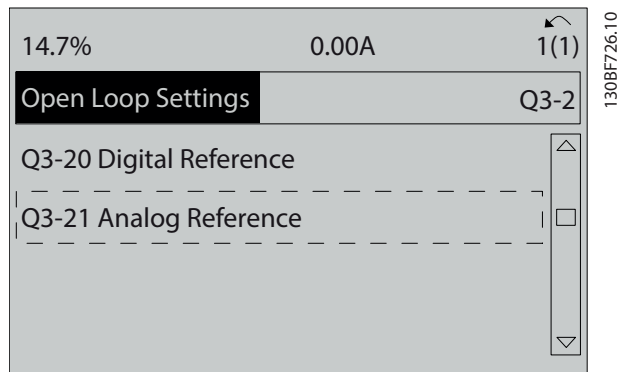 14.7% 0.00A 1(1)
Open Loop Settings Q3-2
Q3-20 Digital Reference
Q3-21 Analog Reference
130BF726.10